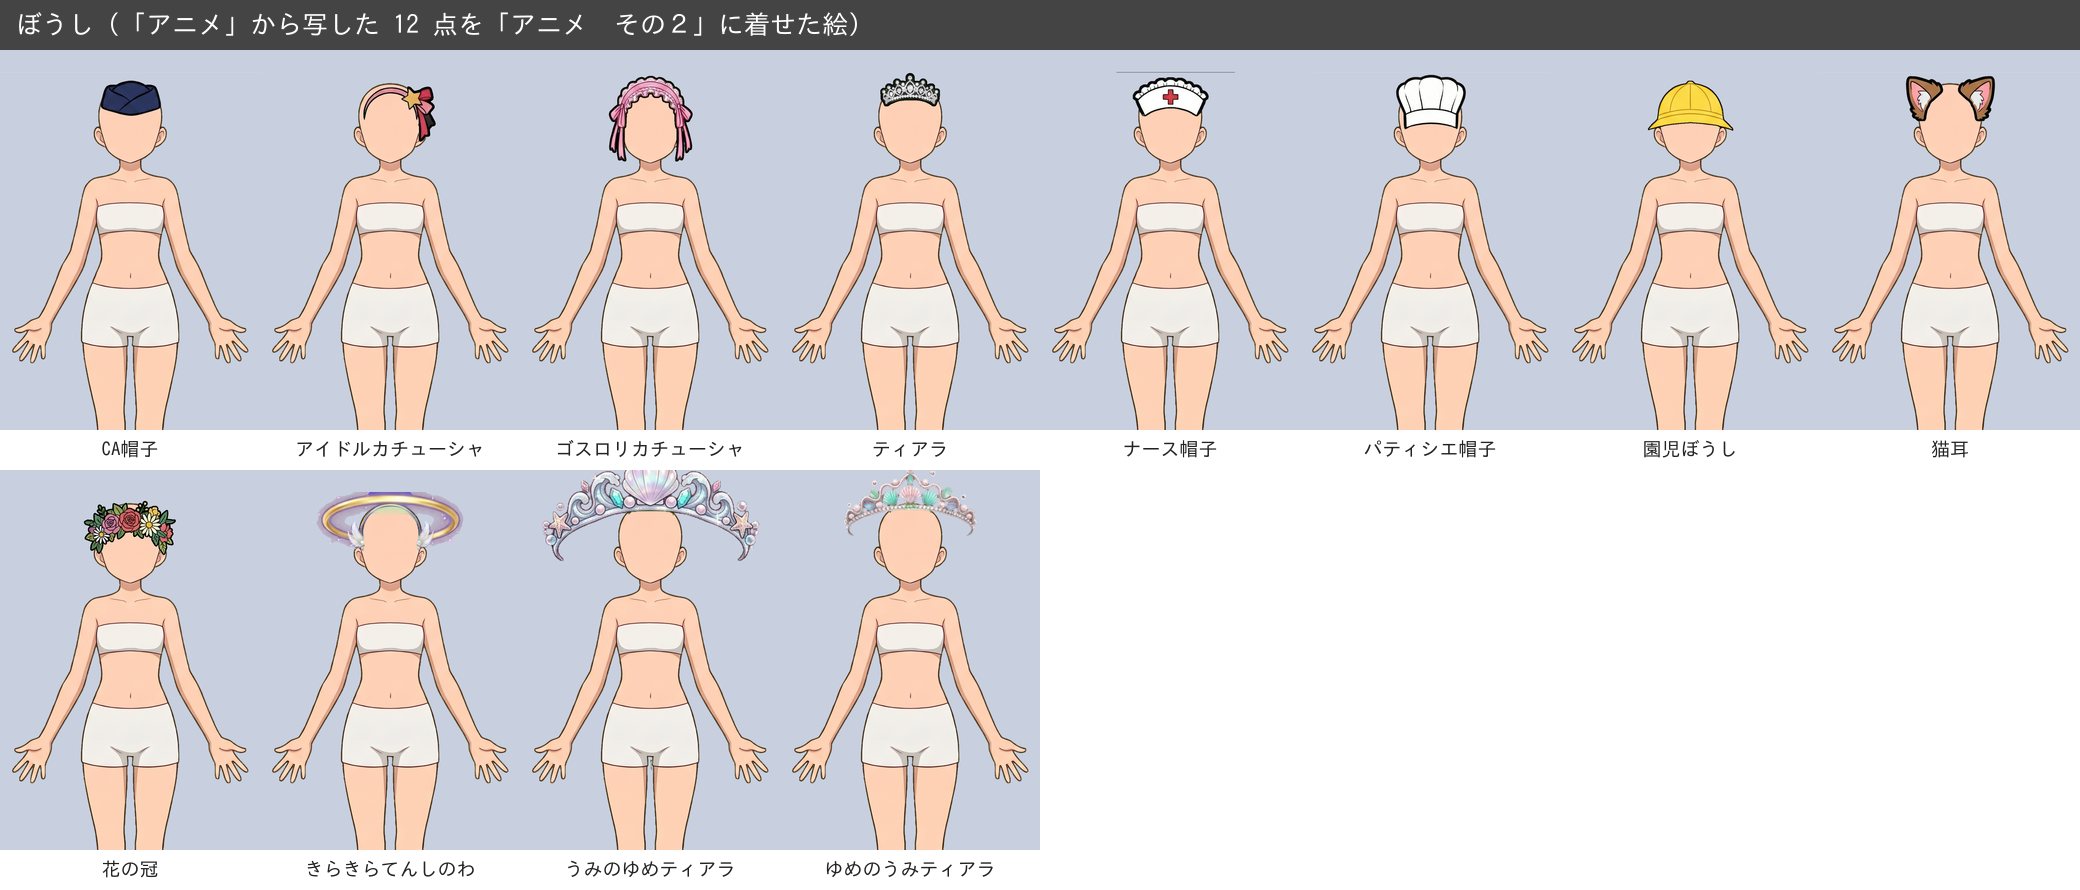 ぼうし（「アニメ」から写した 12 点を「アニメ　その２」に着せた絵）
CA帽子
アイドルカチューシャ
ゴスロリカチューシャ
ティアラ
ナース帽子
パティシエ帽子
園児ぼうし
猫耳
花の冠
きらきらてんしのわ
うみのゆめティアラ
ゆめのうみティアラ